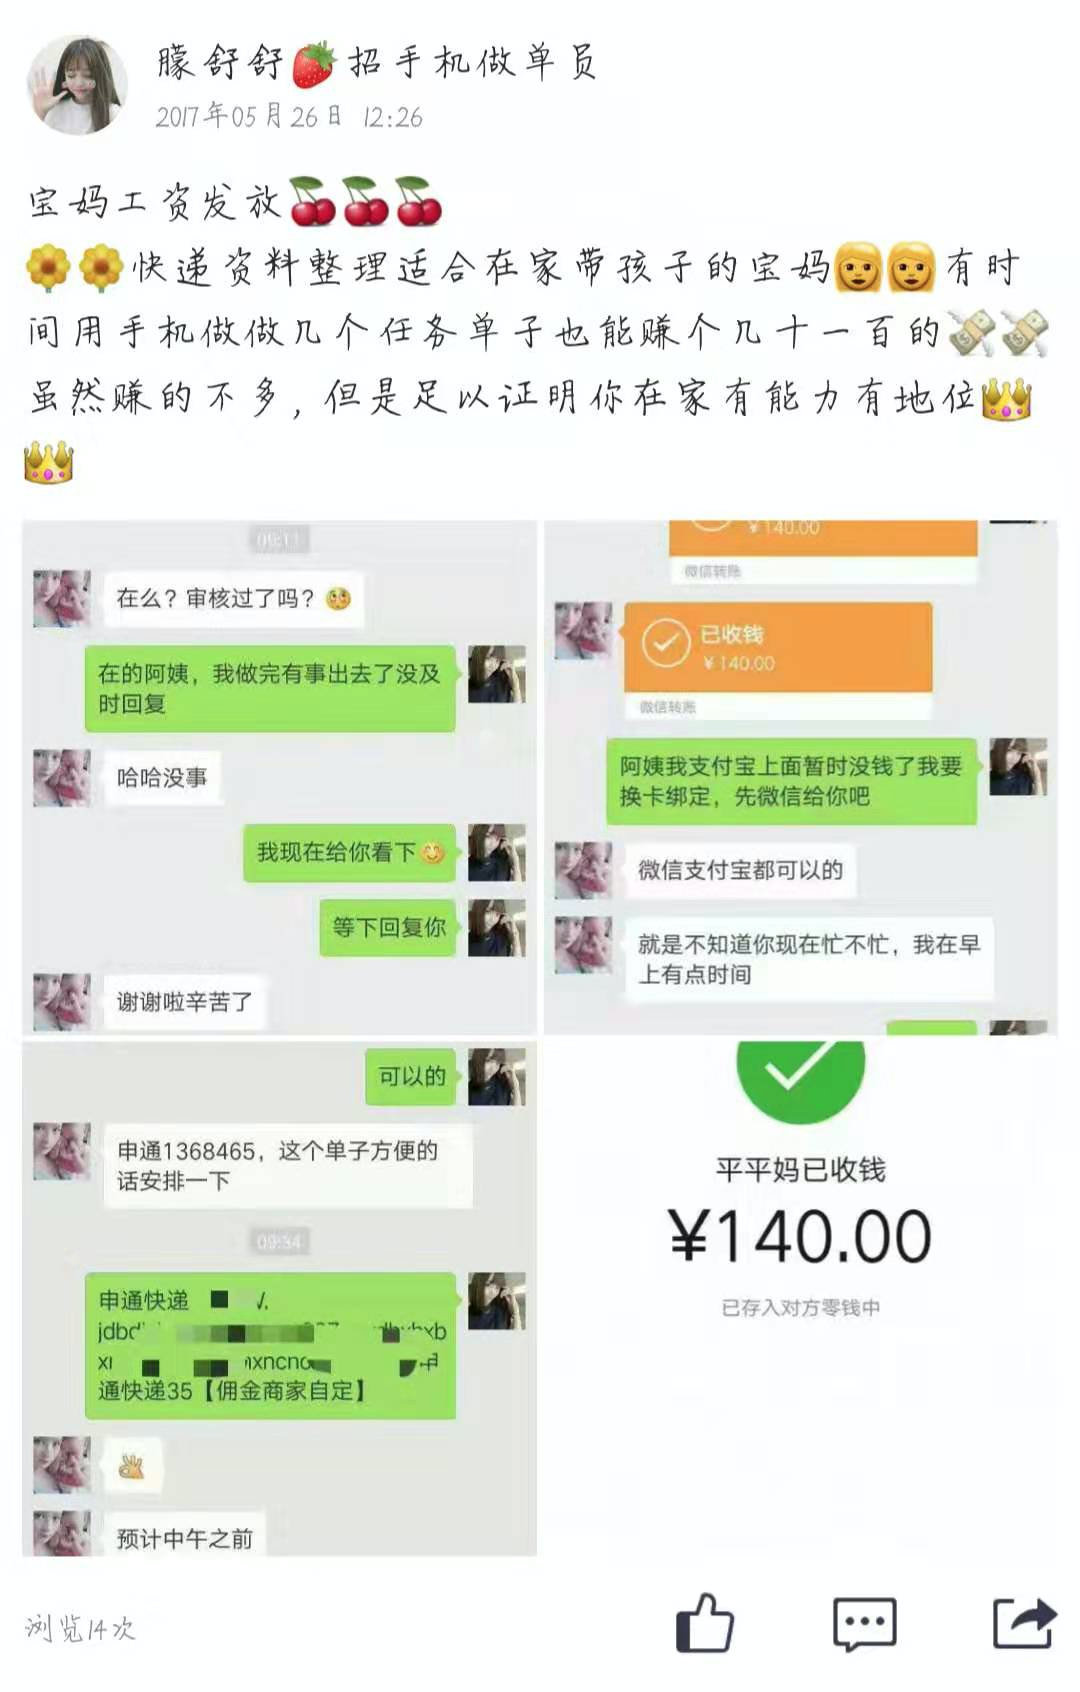 朦舒舒🍓招手机做单员
2017年05月26日 12:26
宝妈工资发放🍒🍒🍒
🌻🌻快递资料整理适合在家带孩子的宝妈👱‍♀️👱‍♀️有时
间用手机做做几个任务单子也能赚个几十一百的💸💸
虽然赚的不多,但是足以证明你在家有能力有地位👑
👑
09:11
在么?审核过了吗?
在的阿姨,我做完有事出去了没及
时回复
哈哈没事
我现在给你看下😊
等下回复你
谢谢啦辛苦了
¥140.00
微信转账
已收钱
¥140.00
微信转账
阿姨我支付宝上面暂时没钱了我要
换卡绑定,先微信给你吧
微信支付宝都可以的
就是不知道你现在忙不忙,我在早
上有点时间
可以的
申通1368465,这个单子方便的
话安排一下
09:34
申通快递
jdbd
xncnc
通快递35【佣金商家自定】
👌
预计中午之前
平平妈已收钱
¥140.00
已存入对方零钱中
浏览14次